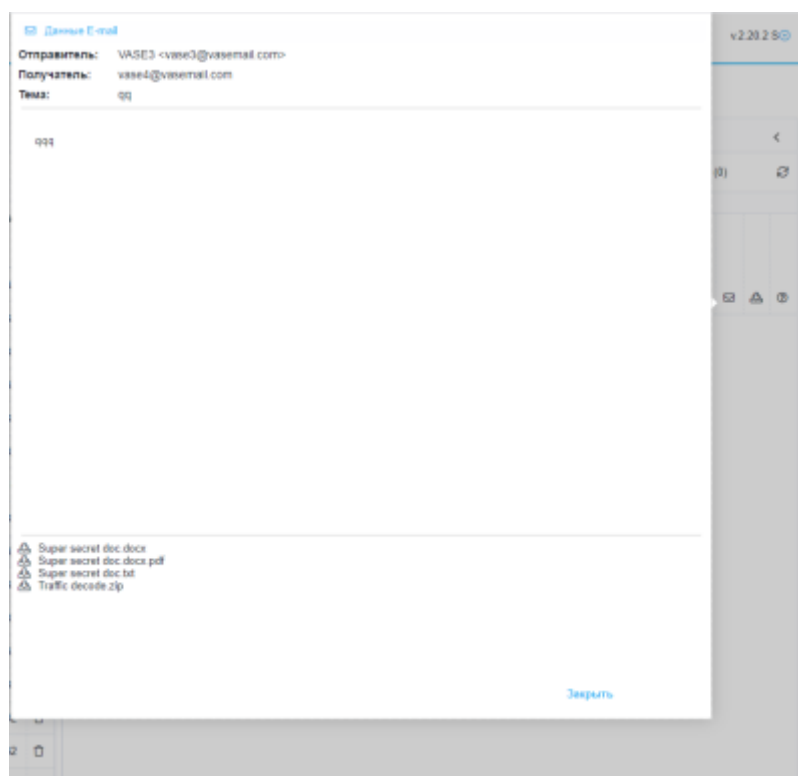 Данные E-mail
v.2.20.2 S
Отправитель: VASE3 <vase3@vasemail.com>
Получатель: vase4@vasemail.com
Тема: qq
qqq
(0)
Super secret doc.docx
Super secret doc.docx.pdf
Super secret doc.txt
Traffic decode.zip
Закрыть